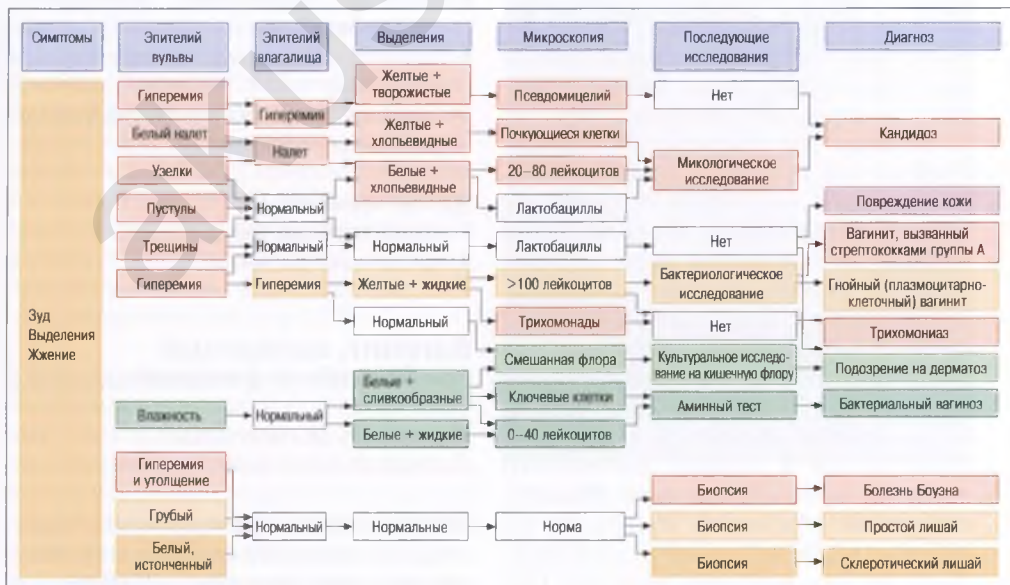 Симптомы
Эпителий
вульвы
Эпителий
влагалища
Выделения
Микроскопия
Последующие
исследования
Диагноз
Зуд
Выделения
Жжение
Гиперемия
Белый налет
Узелки
Пустулы
Трещины
Гиперемия
Влажность
Гиперемия
и утолщение
Грубый
Белый,
истонченный
Гиперемия
Налет
Нормальный
Нормальный
Гиперемия
Нормальный
Нормальный
Желтые +
творожистые
Желтые +
хлопьевидные
Белые +
хлопьевидные
Нормальный
Желтые + жидкие
Нормальный
Белые +
сливкообразные
Белые + жидкие
Нормальные
Псевдомицелий
Почкующиеся клетки
20–80 лейкоцитов
Лактобациллы
Лактобациллы
>100 лейкоцитов
Трихомонады
Смешанная флора
Ключевые клетки
0–40 лейкоцитов
Норма
Нет
Микологическое
исследование
Нет
Бактериологическое
исследование
Нет
Культуральное исследо-
вание на кишечную флору
Аминный тест
Биопсия
Биопсия
Биопсия
Кандидоз
Повреждение кожи
Вагинит, вызванный
стрептококками группы А
Гнойный (плазмоцитарно-
клеточный) вагинит
Трихомониаз
Подозрение на дерматоз
Бактериальный вагиноз
Болезнь Боуэна
Простой лишай
Склеротический лишай
akus